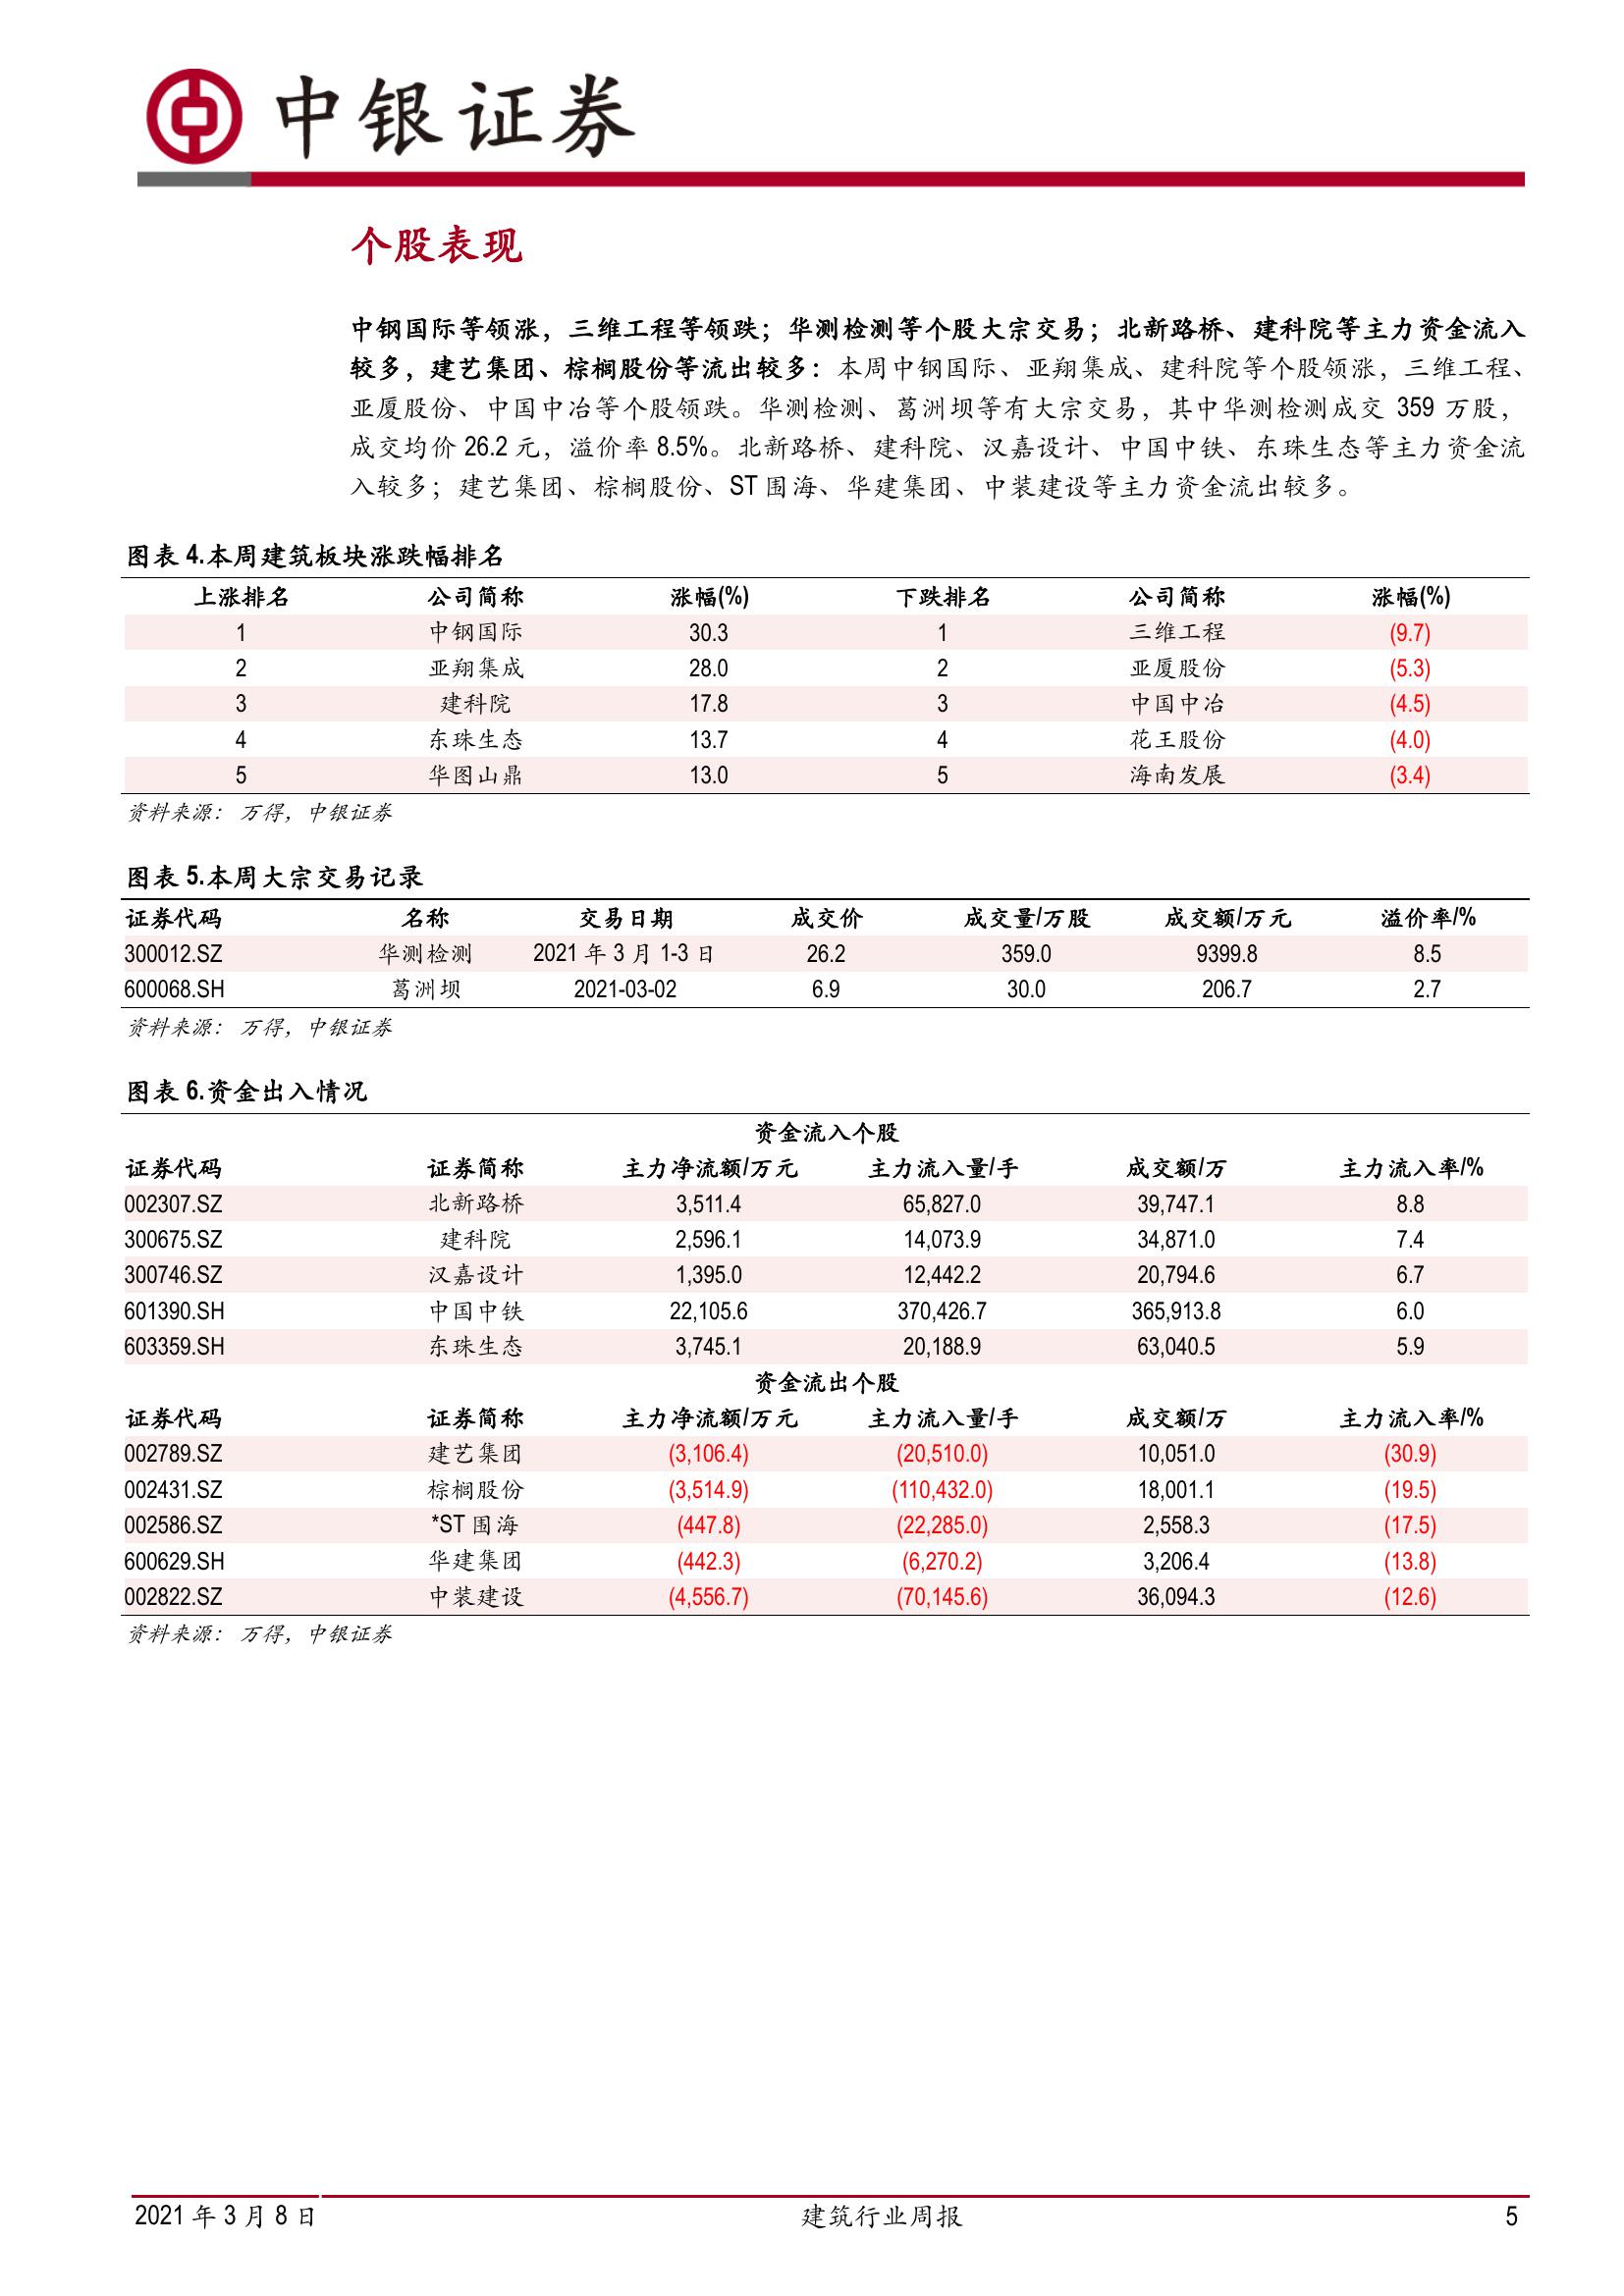 中银证券
个股表现
中钢国际等领涨，三维工程等领跌；华测检测等个股大宗交易；北新路桥、建科院等主力资金流入
较多，建艺集团、棕榈股份等流出较多：本周中钢国际、亚翔集成、建科院等个股领涨，三维工程、
亚厦股份、中国中冶等个股领跌。华测检测、葛洲坝等有大宗交易，其中华测检测成交 359 万股，
成交均价 26.2 元，溢价率 8.5%。北新路桥、建科院、汉嘉设计、中国中铁、东珠生态等主力资金流
入较多；建艺集团、棕榈股份、ST 围海、华建集团、中装建设等主力资金流出较多。
图表 4.本周建筑板块涨跌幅排名
上涨排名 公司简称 涨幅(%) 下跌排名 公司简称 涨幅(%)
1 中钢国际 30.3 1 三维工程 (9.7)
2 亚翔集成 28.0 2 亚厦股份 (5.3)
3 建科院 17.8 3 中国中冶 (4.5)
4 东珠生态 13.7 4 花王股份 (4.0)
5 华图山鼎 13.0 5 海南发展 (3.4)
资料来源： 万得，中银证券
图表 5.本周大宗交易记录
证券代码 名称 交易日期 成交价 成交量/万股 成交额/万元 溢价率/%
300012.SZ 华测检测 2021 年 3 月 1-3 日 26.2 359.0 9399.8 8.5
600068.SH 葛洲坝 2021-03-02 6.9 30.0 206.7 2.7
资料来源： 万得，中银证券
图表 6.资金出入情况
资金流入个股
证券代码 证券简称 主力净流额/万元 主力流入量/手 成交额/万 主力流入率/%
002307.SZ 北新路桥 3,511.4 65,827.0 39,747.1 8.8
300675.SZ 建科院 2,596.1 14,073.9 34,871.0 7.4
300746.SZ 汉嘉设计 1,395.0 12,442.2 20,794.6 6.7
601390.SH 中国中铁 22,105.6 370,426.7 365,913.8 6.0
603359.SH 东珠生态 3,745.1 20,188.9 63,040.5 5.9
资金流出个股
证券代码 证券简称 主力净流额/万元 主力流入量/手 成交额/万 主力流入率/%
002789.SZ 建艺集团 (3,106.4) (20,510.0) 10,051.0 (30.9)
002431.SZ 棕榈股份 (3,514.9) (110,432.0) 18,001.1 (19.5)
002586.SZ *ST 围海 (447.8) (22,285.0) 2,558.3 (17.5)
600629.SH 华建集团 (442.3) (6,270.2) 3,206.4 (13.8)
002822.SZ 中装建设 (4,556.7) (70,145.6) 36,094.3 (12.6)
资料来源： 万得，中银证券
2021 年 3 月 8 日 建筑行业周报 5